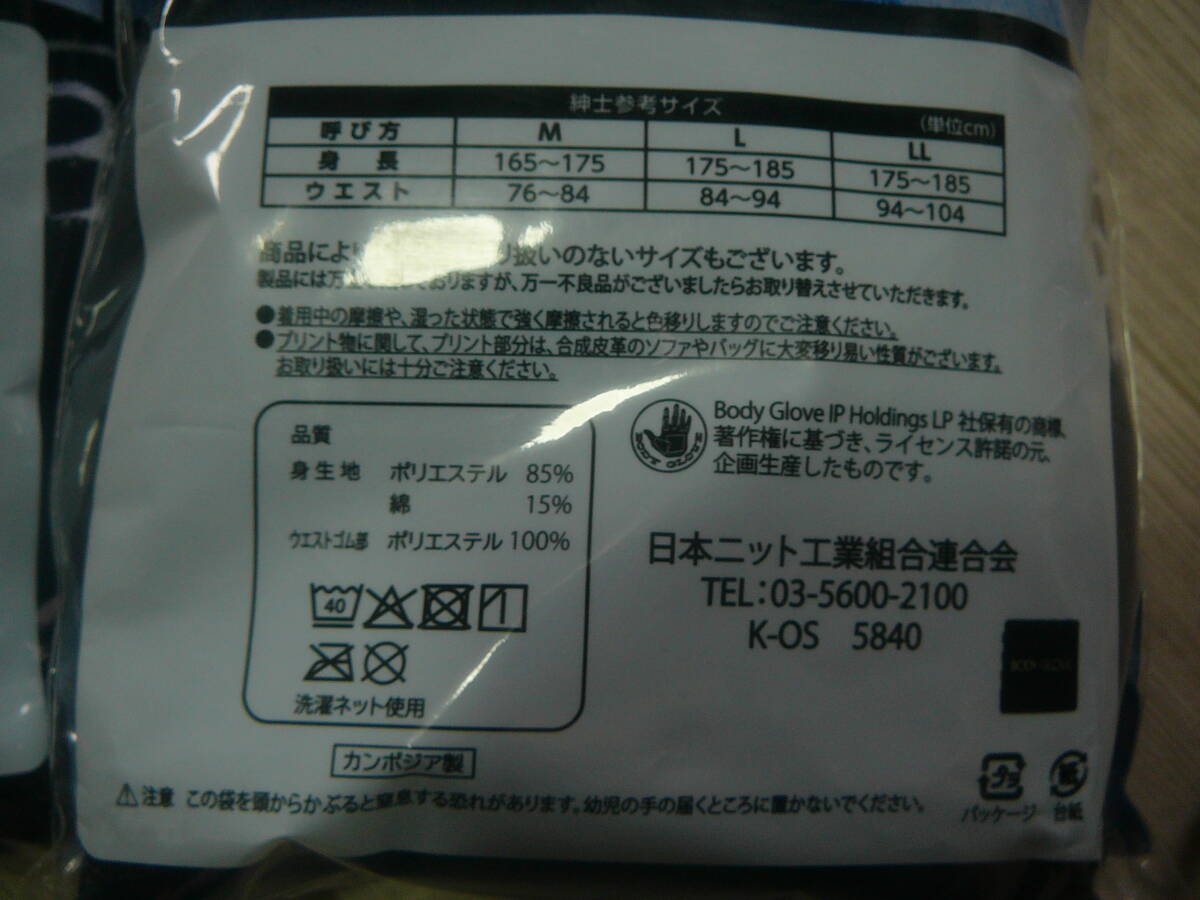 紳士参考サイズ
(単位cm)
呼び方 M L LL
身長 165～175 175～185 175～185
ウエスト 76～84 84～94 94～104
商品によ り扱いのないサイズもございます。
製品には万 ておりますが、万一不良品がございましたらお取り替えさせていただきます。
●着用中の摩擦や、湿った状態で強く摩擦されると色移りしますのでご注意ください。
●プリント物に関して、プリント部分は、合成皮革のソファやバッグに大変移り易い性質がございます。
お取り扱いには十分ご注意ください。
品質
身生地 ポリエステル 85%
綿 15%
ウエストゴム部 ポリエステル 100%
40
洗濯ネット使用
BODY GLOVE
Body Glove IP Holdings LP 社保有の商標、
著作権に基づき、ライセンス許諾の元、
企画生産したものです。
日本ニット工業組合連合会
TEL：03-5600-2100
K-OS 5840
カンボジア製
⚠注意 この袋を頭からかぶると窒息する恐れがあります。幼児の手の届くところに置かないでください。
プラ
パッケージ
紙
台紙